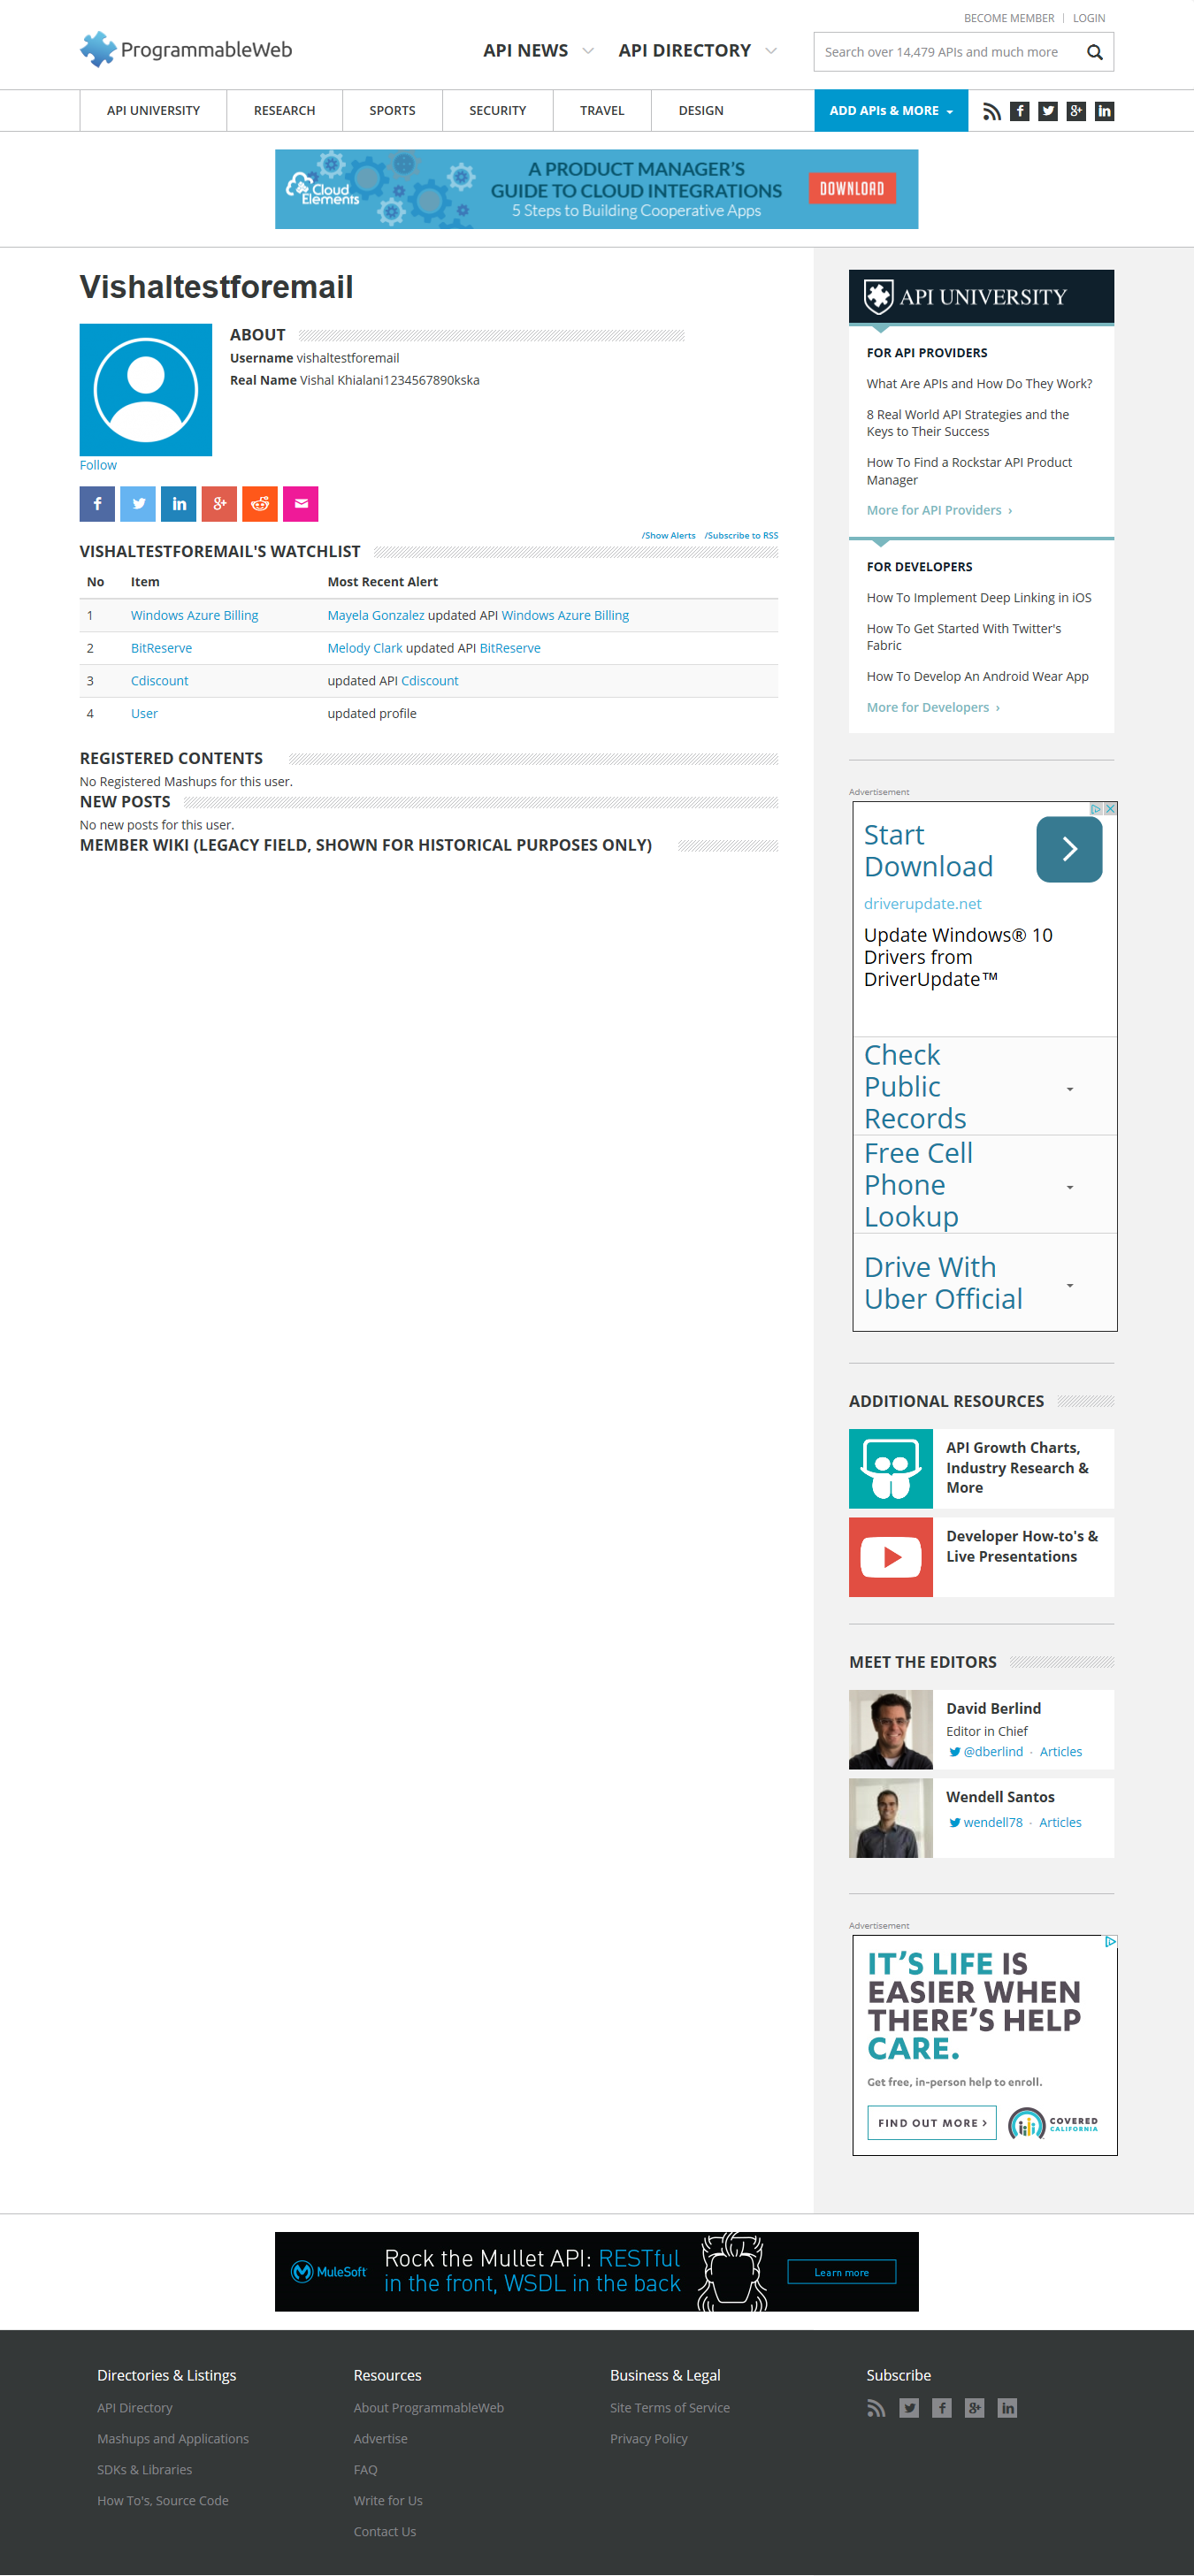 BECOME MEMBER | LOGIN
ProgrammableWeb
API NEWS
API DIRECTORY
Search over 14,479 APIs and much more
API UNIVERSITY
RESEARCH
SPORTS
SECURITY
TRAVEL
DESIGN
ADD APIs & MORE
Cloud Elements
A PRODUCT MANAGER'S
GUIDE TO CLOUD INTEGRATIONS
5 Steps to Building Cooperative Apps
DOWNLOAD
Vishaltestforemail
ABOUT
Username vishaltestforemail
Real Name Vishal Khialani1234567890kska
Follow
/Show Alerts /Subscribe to RSS
VISHALTESTFOREMAIL'S WATCHLIST
No Item Most Recent Alert
1 Windows Azure Billing Mayela Gonzalez updated API Windows Azure Billing
2 BitReserve Melody Clark updated API BitReserve
3 Cdiscount updated API Cdiscount
4 User updated profile
REGISTERED CONTENTS
No Registered Mashups for this user.
NEW POSTS
No new posts for this user.
MEMBER WIKI (LEGACY FIELD, SHOWN FOR HISTORICAL PURPOSES ONLY)
API UNIVERSITY
FOR API PROVIDERS
What Are APIs and How Do They Work?
8 Real World API Strategies and the
Keys to Their Success
How To Find a Rockstar API Product
Manager
More for API Providers ›
FOR DEVELOPERS
How To Implement Deep Linking in iOS
How To Get Started With Twitter's
Fabric
How To Develop An Android Wear App
More for Developers ›
Advertisement
Start
Download
driverupdate.net
Update Windows® 10
Drivers from
DriverUpdate™
Check
Public
Records
Free Cell
Phone
Lookup
Drive With
Uber Official
ADDITIONAL RESOURCES
API Growth Charts,
Industry Research &
More
Developer How-to's &
Live Presentations
MEET THE EDITORS
David Berlind
Editor in Chief
@dberlind · Articles
Wendell Santos
wendell78 · Articles
Advertisement
IT'S LIFE IS
EASIER WHEN
THERE'S HELP
CARE.
Get free, in-person help to enroll.
FIND OUT MORE ›
COVERED
CALIFORNIA
MuleSoft
Rock the Mullet API: RESTful
in the front, WSDL in the back
Learn more
Directories & Listings
API Directory
Mashups and Applications
SDKs & Libraries
How To's, Source Code
Resources
About ProgrammableWeb
Advertise
FAQ
Write for Us
Contact Us
Business & Legal
Site Terms of Service
Privacy Policy
Subscribe